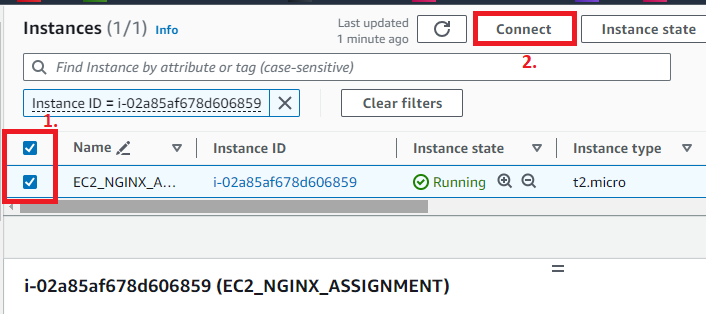 Instances (1/1) Info
Last updated
1 minute ago
Connect
Instance state
2.
Find Instance by attribute or tag (case-sensitive)
Instance ID = i-02a85af678d606859
Clear filters
1.
Name Instance ID Instance state Instance type
EC2_NGINX_A... i-02a85af678d606859 Running t2.micro
i-02a85af678d606859 (EC2_NGINX_ASSIGNMENT)